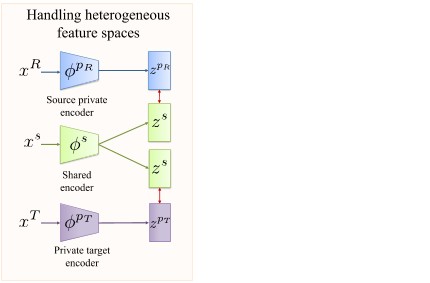 Handling heterogeneous
feature spaces
x^R ϕ^{p_R} z^{p_R}
Source private
encoder
z^s
x^s ϕ^s
z^s
Shared
encoder
x^T ϕ^{p_T} z^{p_T}
Private target
encoder